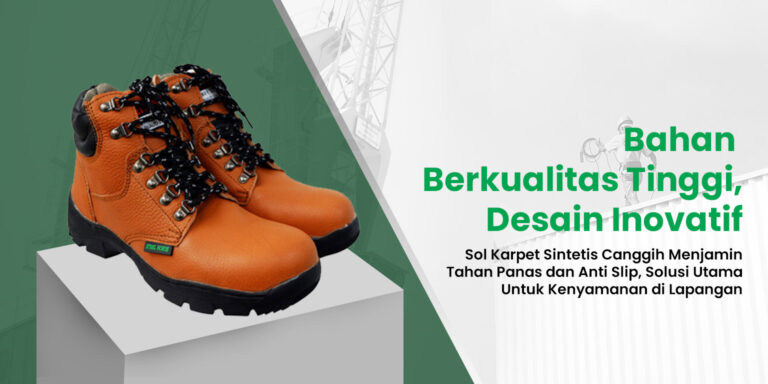 Bahan
Berkualitas Tinggi,
Desain Inovatif
Sol Karpet Sintetis Canggih Menjamin
Tahan Panas dan Anti Slip, Solusi Utama
Untuk Kenyamanan di Lapangan